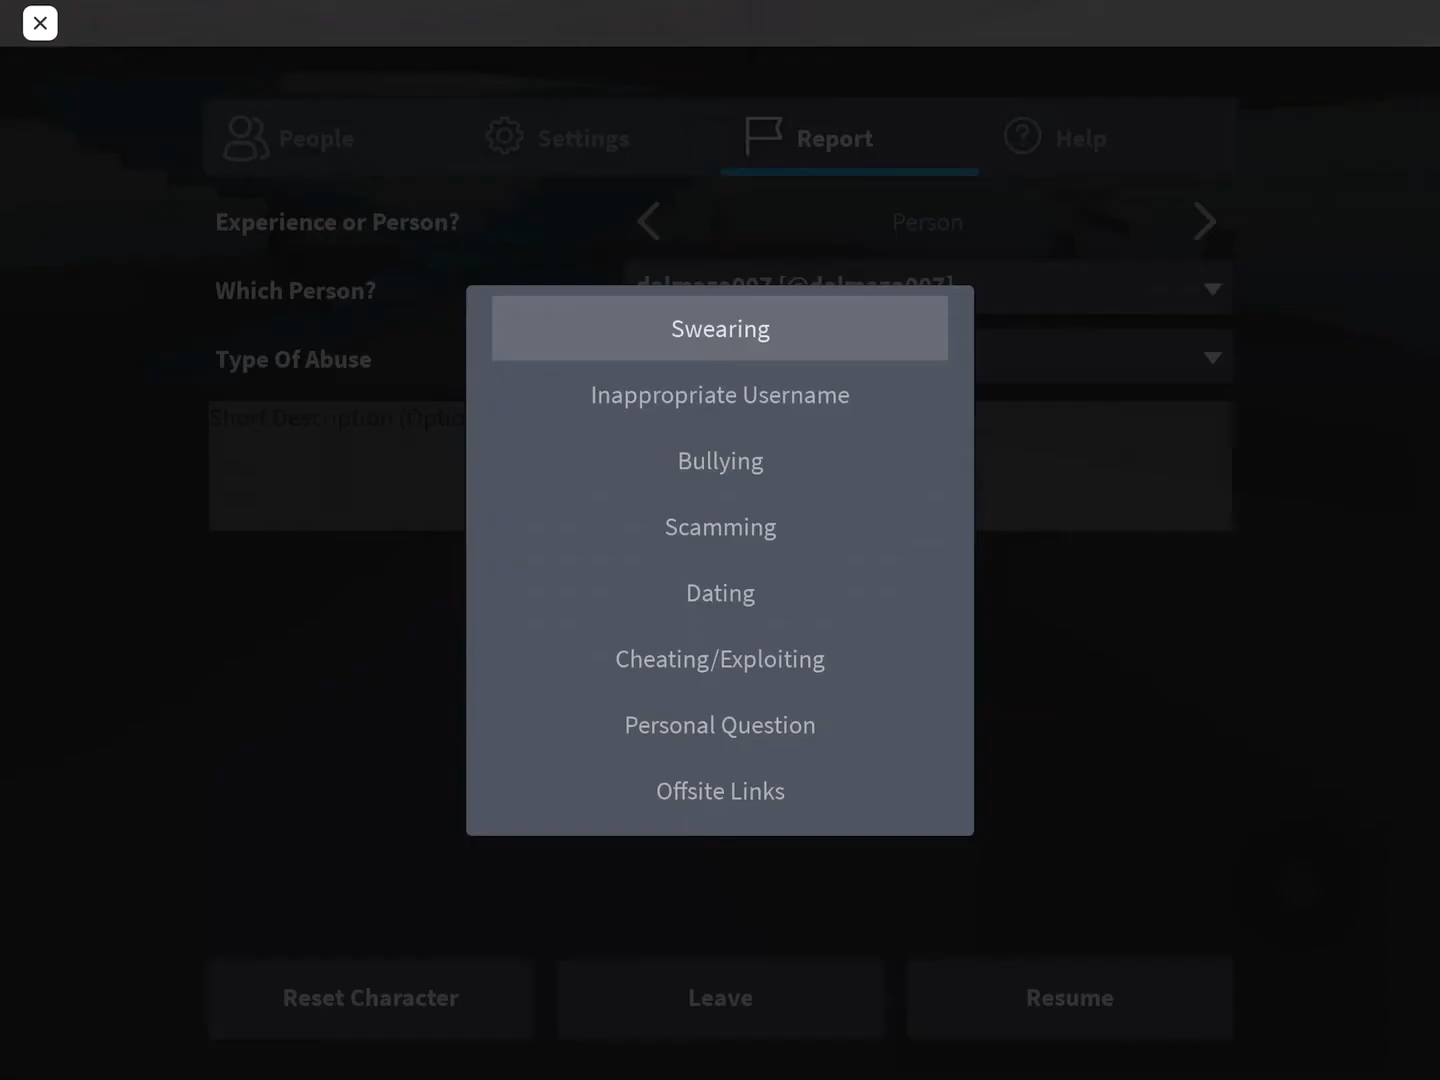 People Settings Report Help
Experience or Person? Person
Which Person?
Type Of Abuse
Swearing
Inappropriate Username
Bullying
Scamming
Dating
Cheating/Exploiting
Personal Question
Offsite Links
Reset Character Leave Resume